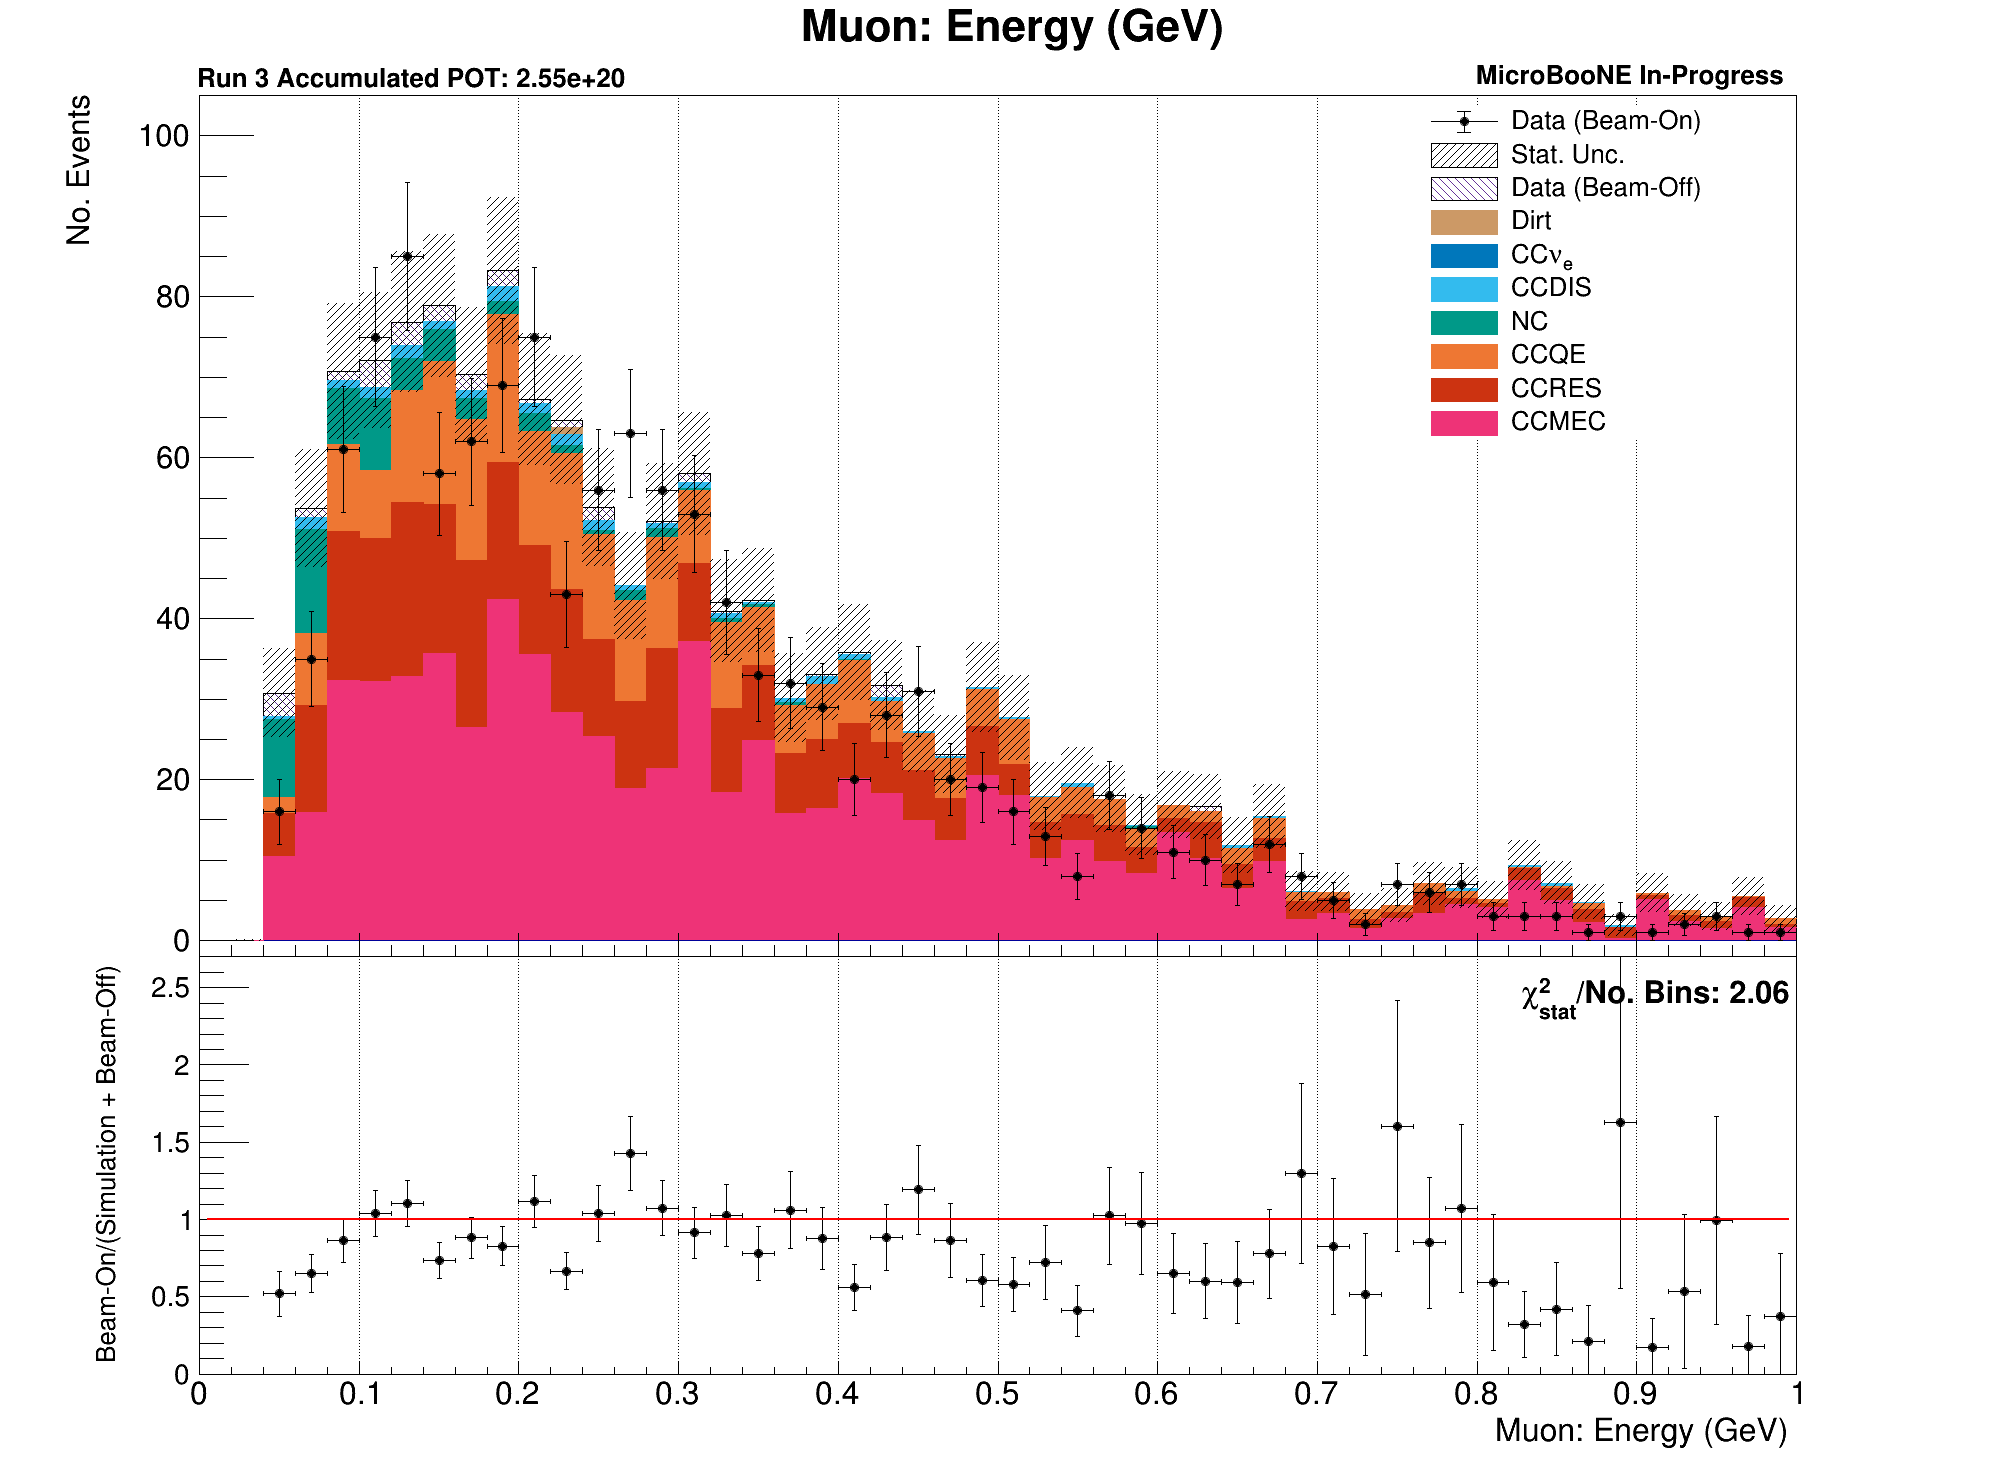 Muon: Energy (GeV)
Run 3 Accumulated POT: 2.55e+20
MicroBooNE In-Progress
No. Events
100
80
60
40
20
0
Data (Beam-On)
Stat. Unc.
Data (Beam-Off)
Dirt
CCνe
CCDIS
NC
CCQE
CCRES
CCMEC
Beam-On/(Simulation + Beam-Off)
2.5
2
1.5
1
0.5
0
χ²stat/No. Bins: 2.06
0 0.1 0.2 0.3 0.4 0.5 0.6 0.7 0.8 0.9 1
Muon: Energy (GeV)